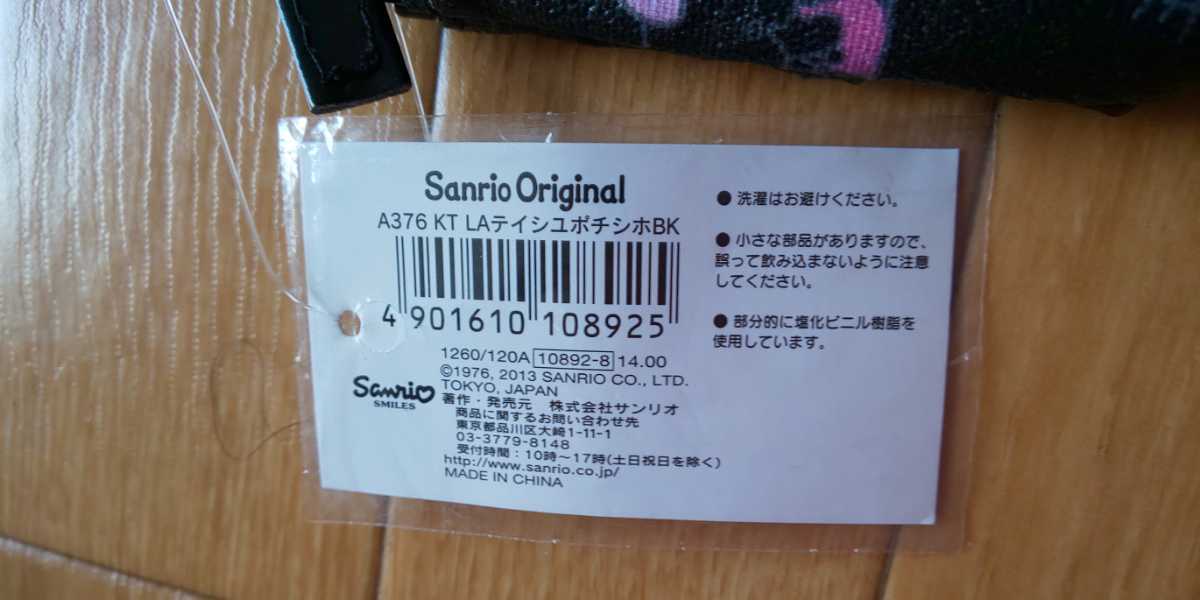 Sanrio Original
A376 KT LAテイシユポチシホBK
4 901610 108925
1260/120A 10892-8 14.00
©1976, 2013 SANRIO CO., LTD.
TOKYO, JAPAN
著作・発売元 株式会社サンリオ
商品に関するお問い合わせ先
東京都品川区大崎1-11-1
03-3779-8148
受付時間：10時～17時(土日祝日を除く)
http://www.sanrio.co.jp/
MADE IN CHINA
Sanrio
SMILES
● 洗濯はお避けください。
● 小さな部品がありますので、
誤って飲み込まないように注意
してください。
● 部分的に塩化ビニル樹脂を
使用しています。